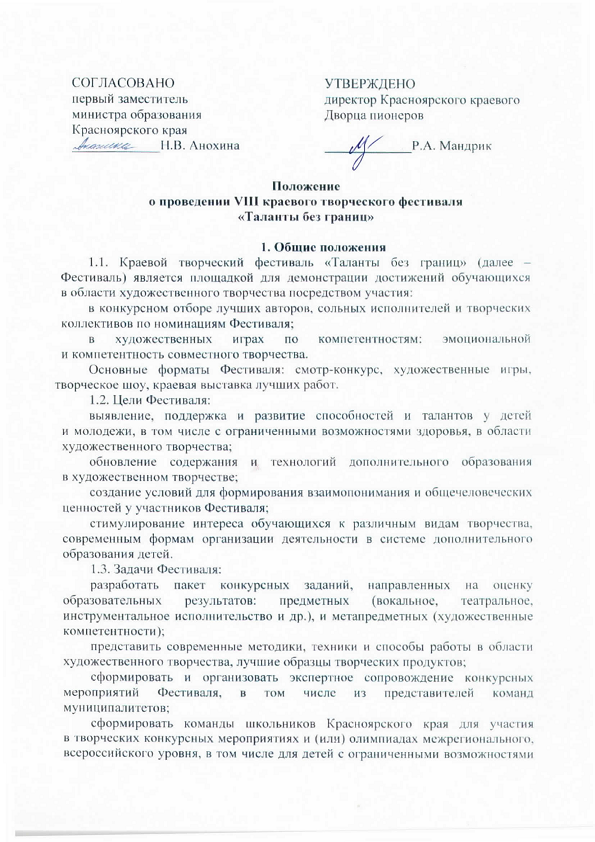 СОГЛАСОВАНО
первый заместитель
министра образования
Красноярского края
Н.В. Анохина
УТВЕРЖДЕНО
директор Красноярского краевого
Дворца пионеров
Р.А. Мандрик
Положение
о проведении VIII краевого творческого фестиваля
«Таланты без границ»
1. Общие положения
1.1. Краевой творческий фестиваль «Таланты без границ» (далее –
Фестиваль) является площадкой для демонстрации достижений обучающихся
в области художественного творчества посредством участия:
в конкурсном отборе лучших авторов, сольных исполнителей и творческих
коллективов по номинациям Фестиваля;
в художественных играх по компетентностям: эмоциональной
и компетентность совместного творчества.
Основные форматы Фестиваля: смотр-конкурс, художественные игры,
творческое шоу, краевая выставка лучших работ.
1.2. Цели Фестиваля:
выявление, поддержка и развитие способностей и талантов у детей
и молодежи, в том числе с ограниченными возможностями здоровья, в области
художественного творчества;
обновление содержания и технологий дополнительного образования
в художественном творчестве;
создание условий для формирования взаимопонимания и общечеловеческих
ценностей у участников Фестиваля;
стимулирование интереса обучающихся к различным видам творчества,
современным формам организации деятельности в системе дополнительного
образования детей.
1.3. Задачи Фестиваля:
разработать пакет конкурсных заданий, направленных на оценку
образовательных результатов: предметных (вокальное, театральное,
инструментальное исполнительство и др.), и метапредметных (художественные
компетентности);
представить современные методики, техники и способы работы в области
художественного творчества, лучшие образцы творческих продуктов;
сформировать и организовать экспертное сопровождение конкурсных
мероприятий Фестиваля, в том числе из представителей команд
муниципалитетов;
сформировать команды школьников Красноярского края для участия
в творческих конкурсных мероприятиях и (или) олимпиадах межрегионального,
всероссийского уровня, в том числе для детей с ограниченными возможностями